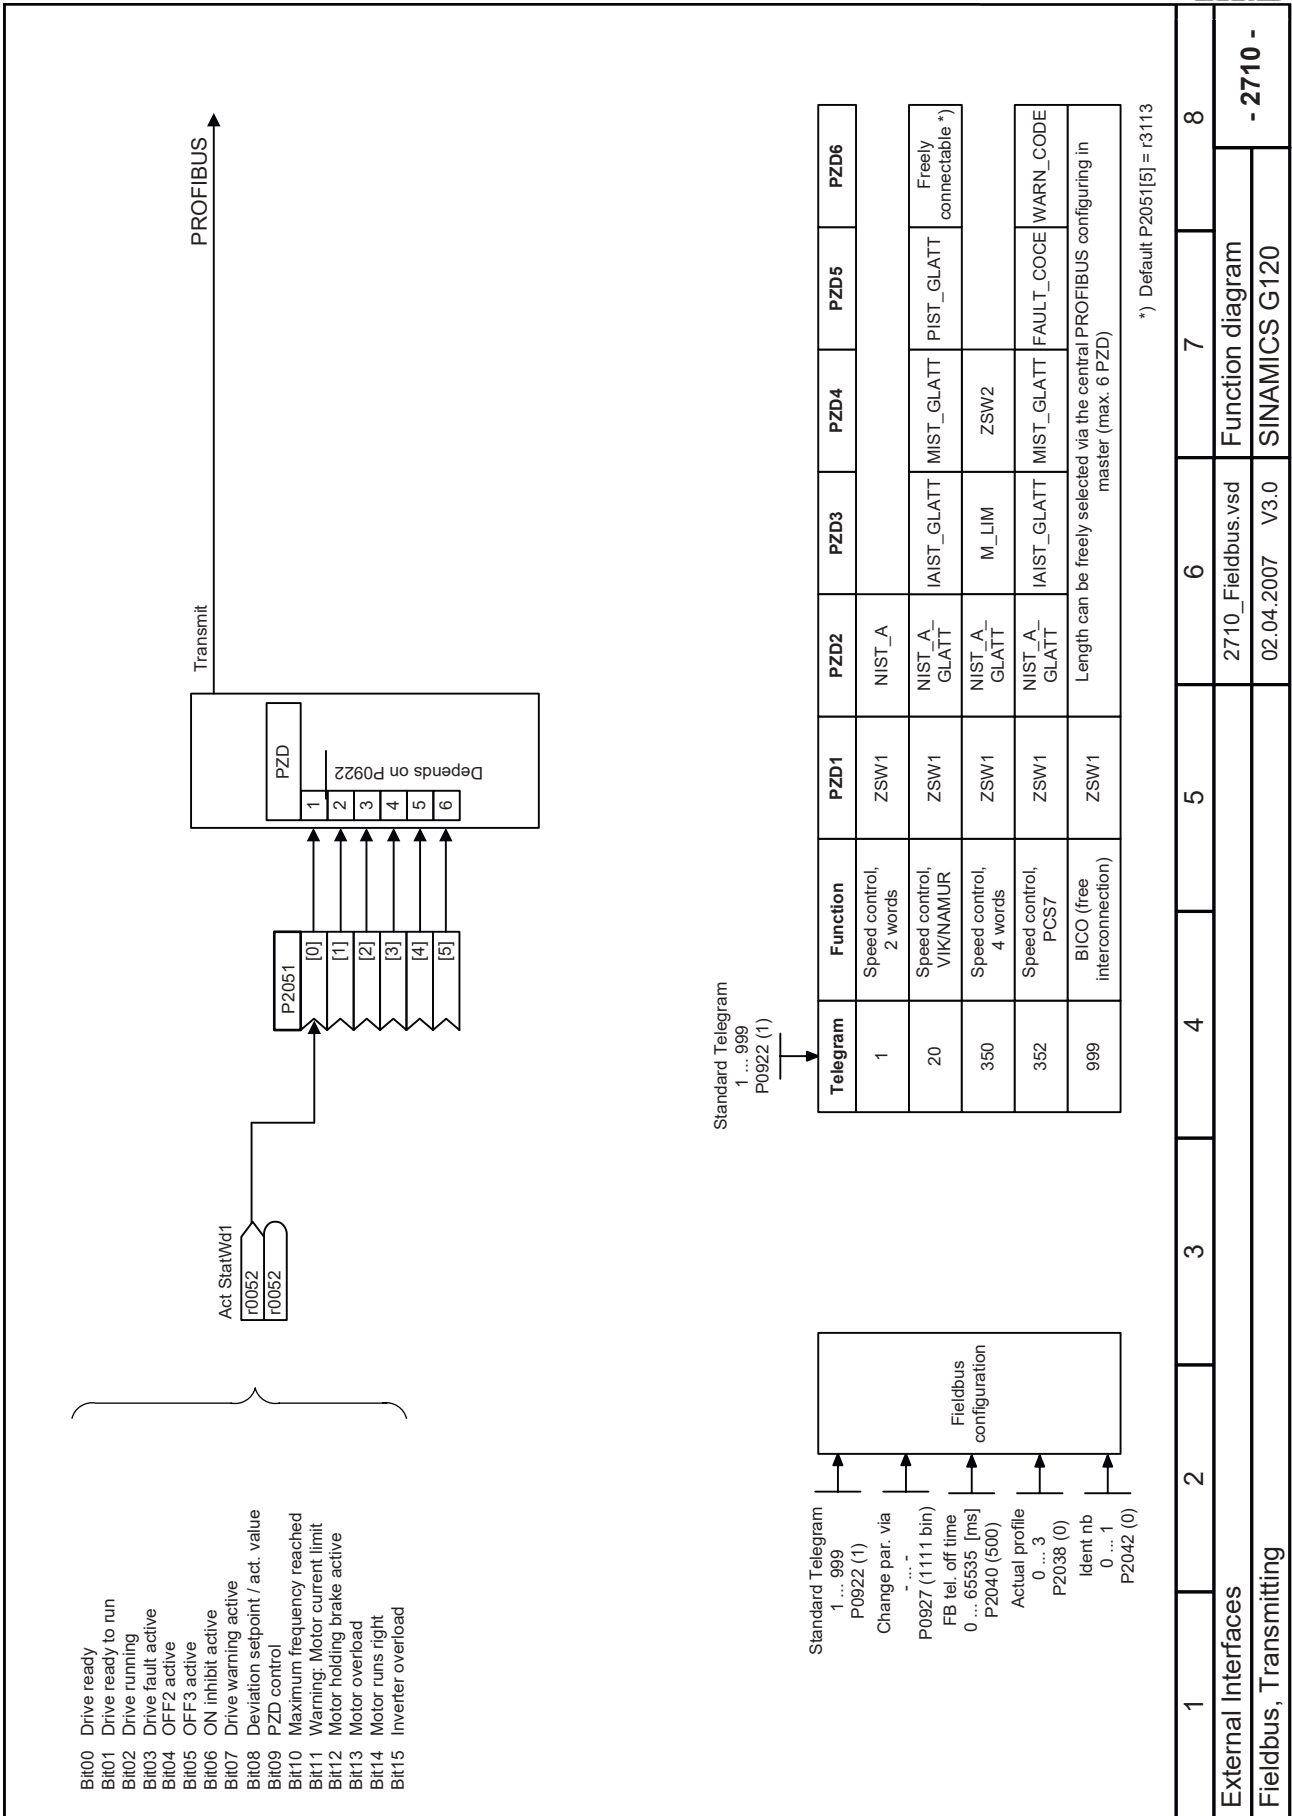 Bit00 Drive ready
Bit01 Drive ready to run
Bit02 Drive running
Bit03 Drive fault active
Bit04 OFF2 active
Bit05 OFF3 active
Bit06 ON inhibit active
Bit07 Drive warning active
Bit08 Deviation setpoint / act. value
Bit09 PZD control
Bit10 Maximum frequency reached
Bit11 Warning: Motor current limit
Bit12 Motor holding brake active
Bit13 Motor overload
Bit14 Motor runs right
Bit15 Inverter overload
Act StatWd1
r0052
r0052
P2051
[0]
[1]
[2]
[3]
[4]
[5]
PZD
1
2
3
4
5
6
Depends on P0922
Transmit
PROFIBUS
Standard Telegram
1 ... 999
P0922 (1)
Change par. via
- ... -
P0927 (1111 bin)
FB tel. off time
0 ... 65535 [ms]
P2040 (500)
Actual profile
0 ... 3
P2038 (0)
Ident nb
0 ... 1
P2042 (0)
Fieldbus
configuration
Standard Telegram
1 ... 999
P0922 (1)
Telegram Function PZD1 PZD2 PZD3 PZD4 PZD5 PZD6
1 Speed control, 2 words ZSW1 NIST_A
20 Speed control, VIK/NAMUR ZSW1 NIST_A_ GLATT IAIST_GLATT MIST_GLATT PIST_GLATT Freely connectable *)
350 Speed control, 4 words ZSW1 NIST_A_ GLATT M_LIM ZSW2
352 Speed control, PCS7 ZSW1 NIST_A_ GLATT IAIST_GLATT MIST_GLATT FAULT_COCE WARN_CODE
999 BICO (free interconnection) ZSW1 Length can be freely selected via the central PROFIBUS configuring in master (max. 6 PZD)
*) Default P2051[5] = r3113
1 2 3 4 5 6 7 8
External Interfaces 2710_Fieldbus.vsd Function diagram
Fieldbus, Transmitting 02.04.2007 V3.0 SINAMICS G120
- 2710 -